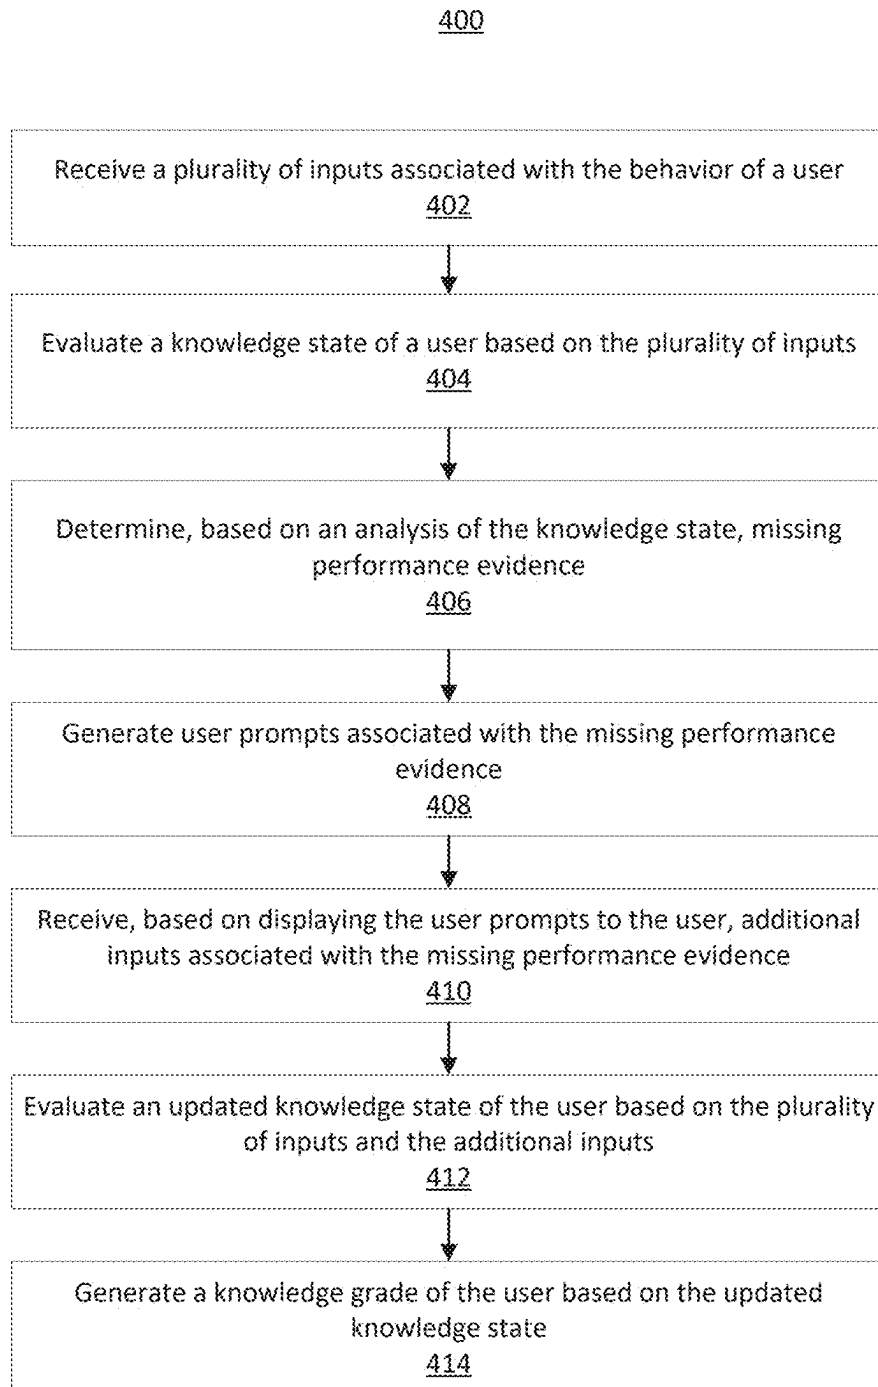 400
Receive a plurality of inputs associated with the behavior of a user
402
Evaluate a knowledge state of a user based on the plurality of inputs
404
Determine, based on an analysis of the knowledge state, missing
performance evidence
406
Generate user prompts associated with the missing performance
evidence
408
Receive, based on displaying the user prompts to the user, additional
inputs associated with the missing performance evidence
410
Evaluate an updated knowledge state of the user based on the plurality
of inputs and the additional inputs
412
Generate a knowledge grade of the user based on the updated
knowledge state
414